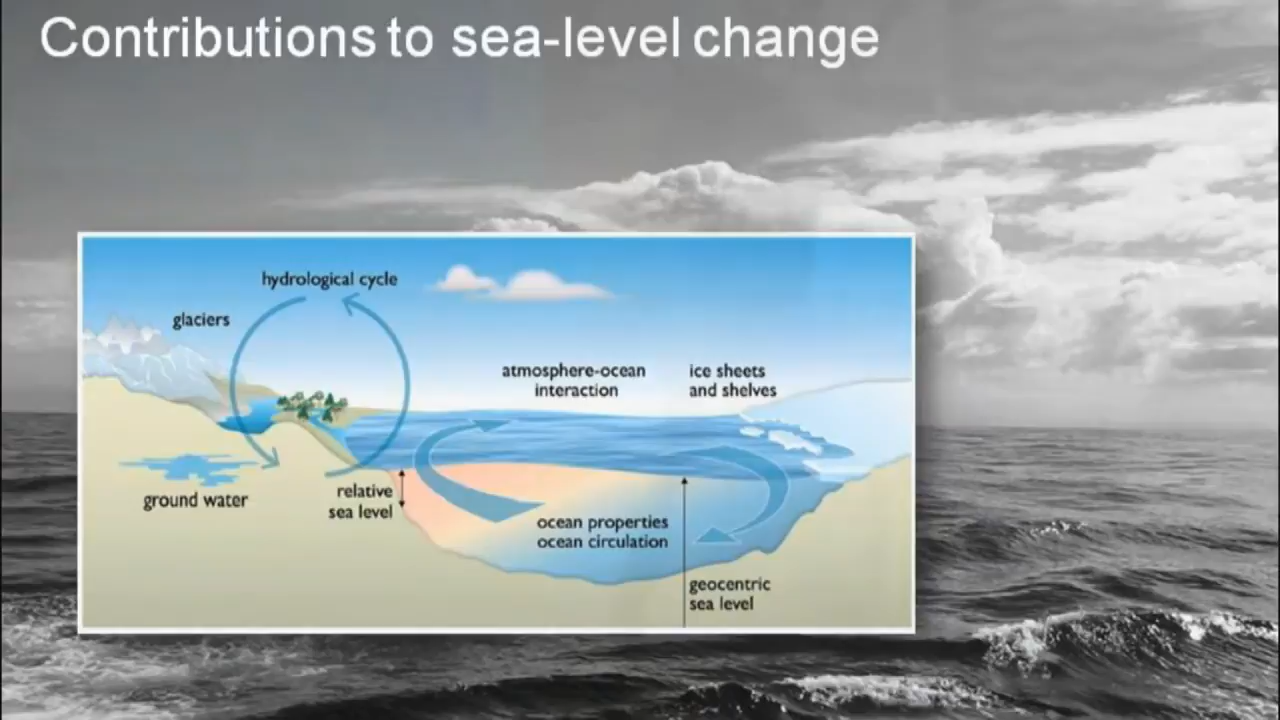 Contributions to sea-level change
hydrological cycle
glaciers
atmosphere-ocean
interaction
ice sheets
and shelves
ground water
relative
sea level
ocean properties
ocean circulation
geocentric
sea level